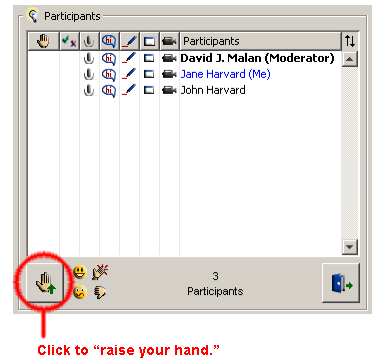 Participants
Participants
David J. Malan (Moderator)
Jane Harvard (Me)
John Harvard
3
Participants
Click to “raise your hand.”